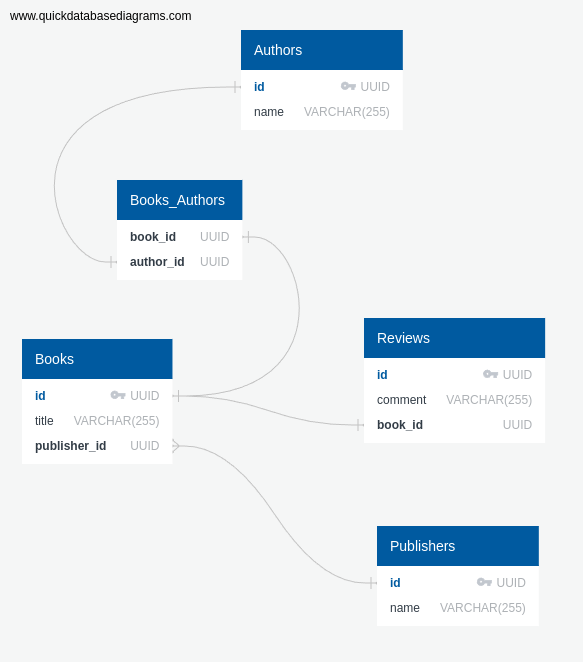 www.quickdatabasediagrams.com
Authors
id UUID
name VARCHAR(255)
Books_Authors
book_id UUID
author_id UUID
Books
id UUID
title VARCHAR(255)
publisher_id UUID
Reviews
id UUID
comment VARCHAR(255)
book_id UUID
Publishers
id UUID
name VARCHAR(255)